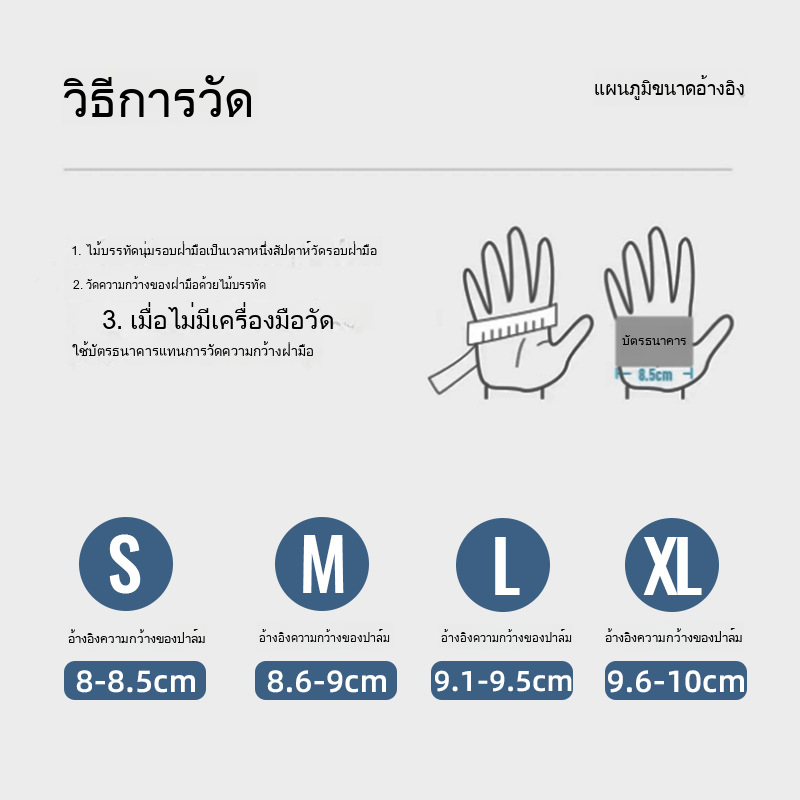 วิธีการวัด
แผนภูมิขนาดอ้างอิง
1. ไม้บรรทัดนุ่มรอบฝ่ามือเป็นเวลาหนึ่งสัปดาห์วัดรอบฝ่ามือ
2. วัดความกว้างของฝ่ามือด้วยไม้บรรทัด
3. เมื่อไม่มีเครื่องมือวัด
ใช้บัตรธนาคารแทนการวัดความกว้างฝ่ามือ
บัตรธนาคาร
8.5cm
S
M
L
XL
อ้างอิงความกว้างของปาล์ม
อ้างอิงความกว้างของปาล์ม
อ้างอิงความกว้างของปาล์ม
อ้างอิงความกว้างของปาล์ม
8-8.5cm
8.6-9cm
9.1-9.5cm
9.6-10cm